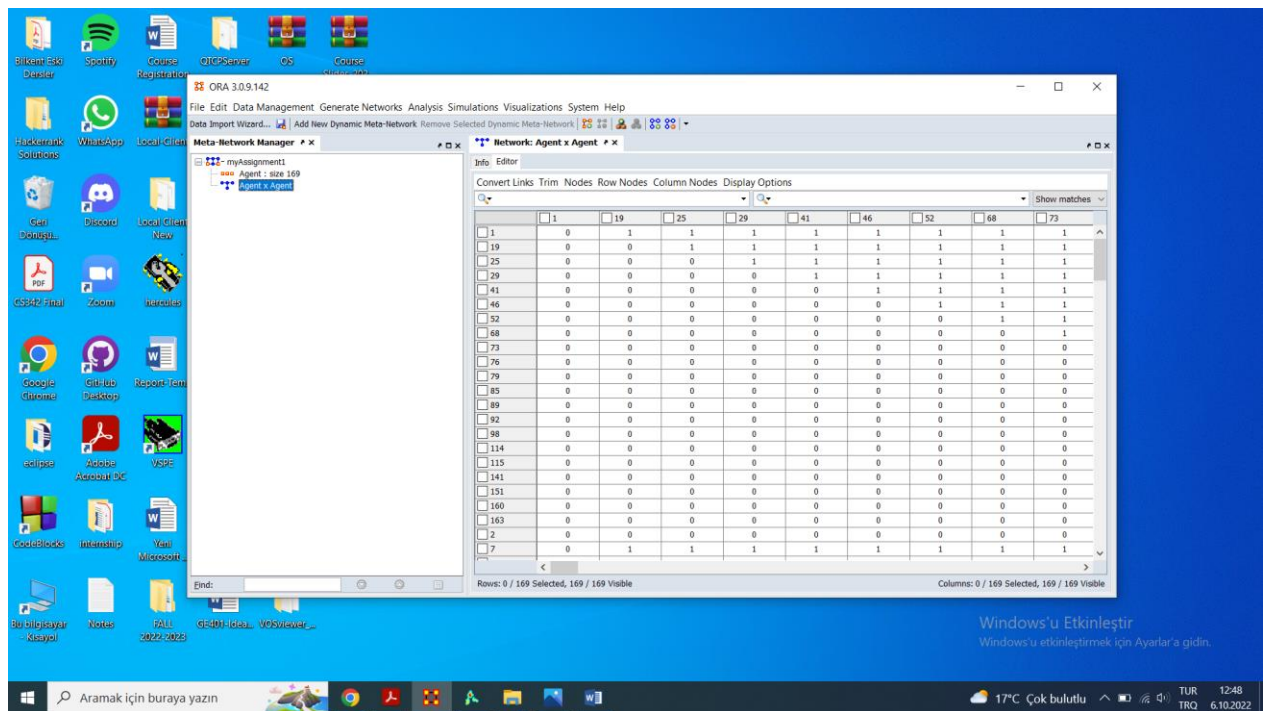 Bilkent Eski
Dersler
Spotify
Course
Registration
QTCPServer
OS
Course
ORA 3.0.9.142
File Edit Data Management Generate Networks Analysis Simulations Visualizations System Help
Data Import Wizard... Add New Dynamic Meta-Network Remove Selected Dynamic Meta-Network
Meta-Network Manager
Network: Agent x Agent
myAssignment1
Agent : size 169
Agent x Agent
Info Editor
Convert Links Trim Nodes Row Nodes Column Nodes Display Options
Show matches
1 19 25 29 41 46 52 68 73
1 0 1 1 1 1 1 1 1 1
19 0 0 1 1 1 1 1 1 1
25 0 0 0 1 1 1 1 1 1
29 0 0 0 0 1 1 1 1 1
41 0 0 0 0 0 1 1 1 1
46 0 0 0 0 0 0 1 1 1
52 0 0 0 0 0 0 0 1 1
68 0 0 0 0 0 0 0 0 1
73 0 0 0 0 0 0 0 0 0
76 0 0 0 0 0 0 0 0 0
79 0 0 0 0 0 0 0 0 0
85 0 0 0 0 0 0 0 0 0
89 0 0 0 0 0 0 0 0 0
92 0 0 0 0 0 0 0 0 0
98 0 0 0 0 0 0 0 0 0
114 0 0 0 0 0 0 0 0 0
115 0 0 0 0 0 0 0 0 0
141 0 0 0 0 0 0 0 0 0
151 0 0 0 0 0 0 0 0 0
160 0 0 0 0 0 0 0 0 0
163 0 0 0 0 0 0 0 0 0
2 0 0 0 0 0 0 0 0 0
7 0 1 1 1 1 1 1 1 1
Find:
Rows: 0 / 169 Selected, 169 / 169 Visible
Columns: 0 / 169 Selected, 169 / 169 Visible
Hackerrank
Solutions
WhatsApp
Local-Client
Geri
Dönüşü...
Discord
Local Client
New
PDF
CS342 Final
Zoom
hercules
Google
Chrome
GitHub
Desktop
Report-Tem
eclipse
Adobe
Acrobat DC
VSPE
CodeBlocks
internship
Yeni
Microsoft
Bu bilgisayar
- Kısayol
Notes
FALL
2022-2023
GE401-Idea...
VOSviewer_...
Windows'u Etkinleştir
Windows'u etkinleştirmek için Ayarlar'a gidin.
Aramak için buraya yazın
17°C Çok bulutlu
TUR
TRQ
12:48
6.10.2022